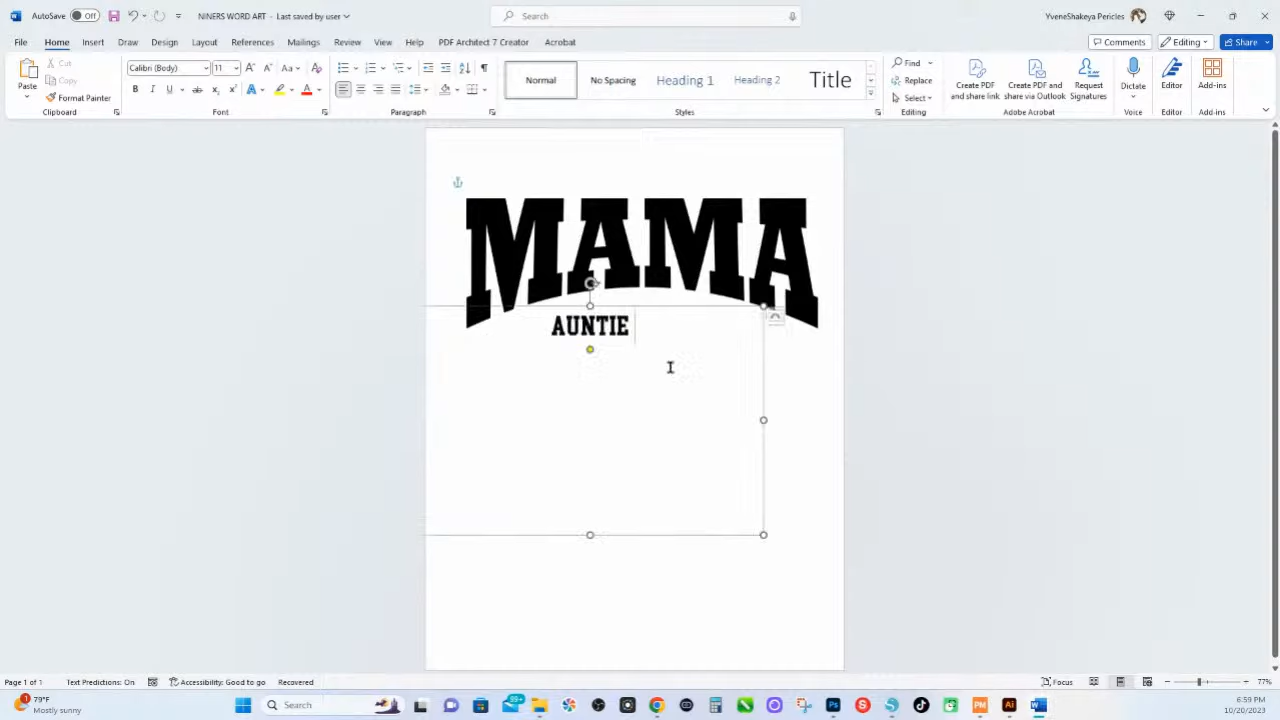 AutoSave Off NINERS WORD ART - Last saved by user Search YveneShakeya Pericles
File Home Insert Draw Design Layout References Mailings Review View Help PDF Architect 7 Creator Acrobat Comments Editing Share
Paste Cut Copy Format Painter
Calibri (Body) 11
Normal No Spacing Heading 1 Heading 2 Title
Find Replace Select
Create PDF and share link Create PDF and share via Outlook Request Signatures Dictate Editor Add-ins
Clipboard Font Paragraph Styles Editing Adobe Acrobat Voice Editor Add-ins
MAMA
AUNTIE
Page 1 of 1 Text Predictions: On Accessibility: Good to go Recovered Focus 77%
1 79°F
Mostly sunny
Search 99+
6:59 PM
10/20/2023